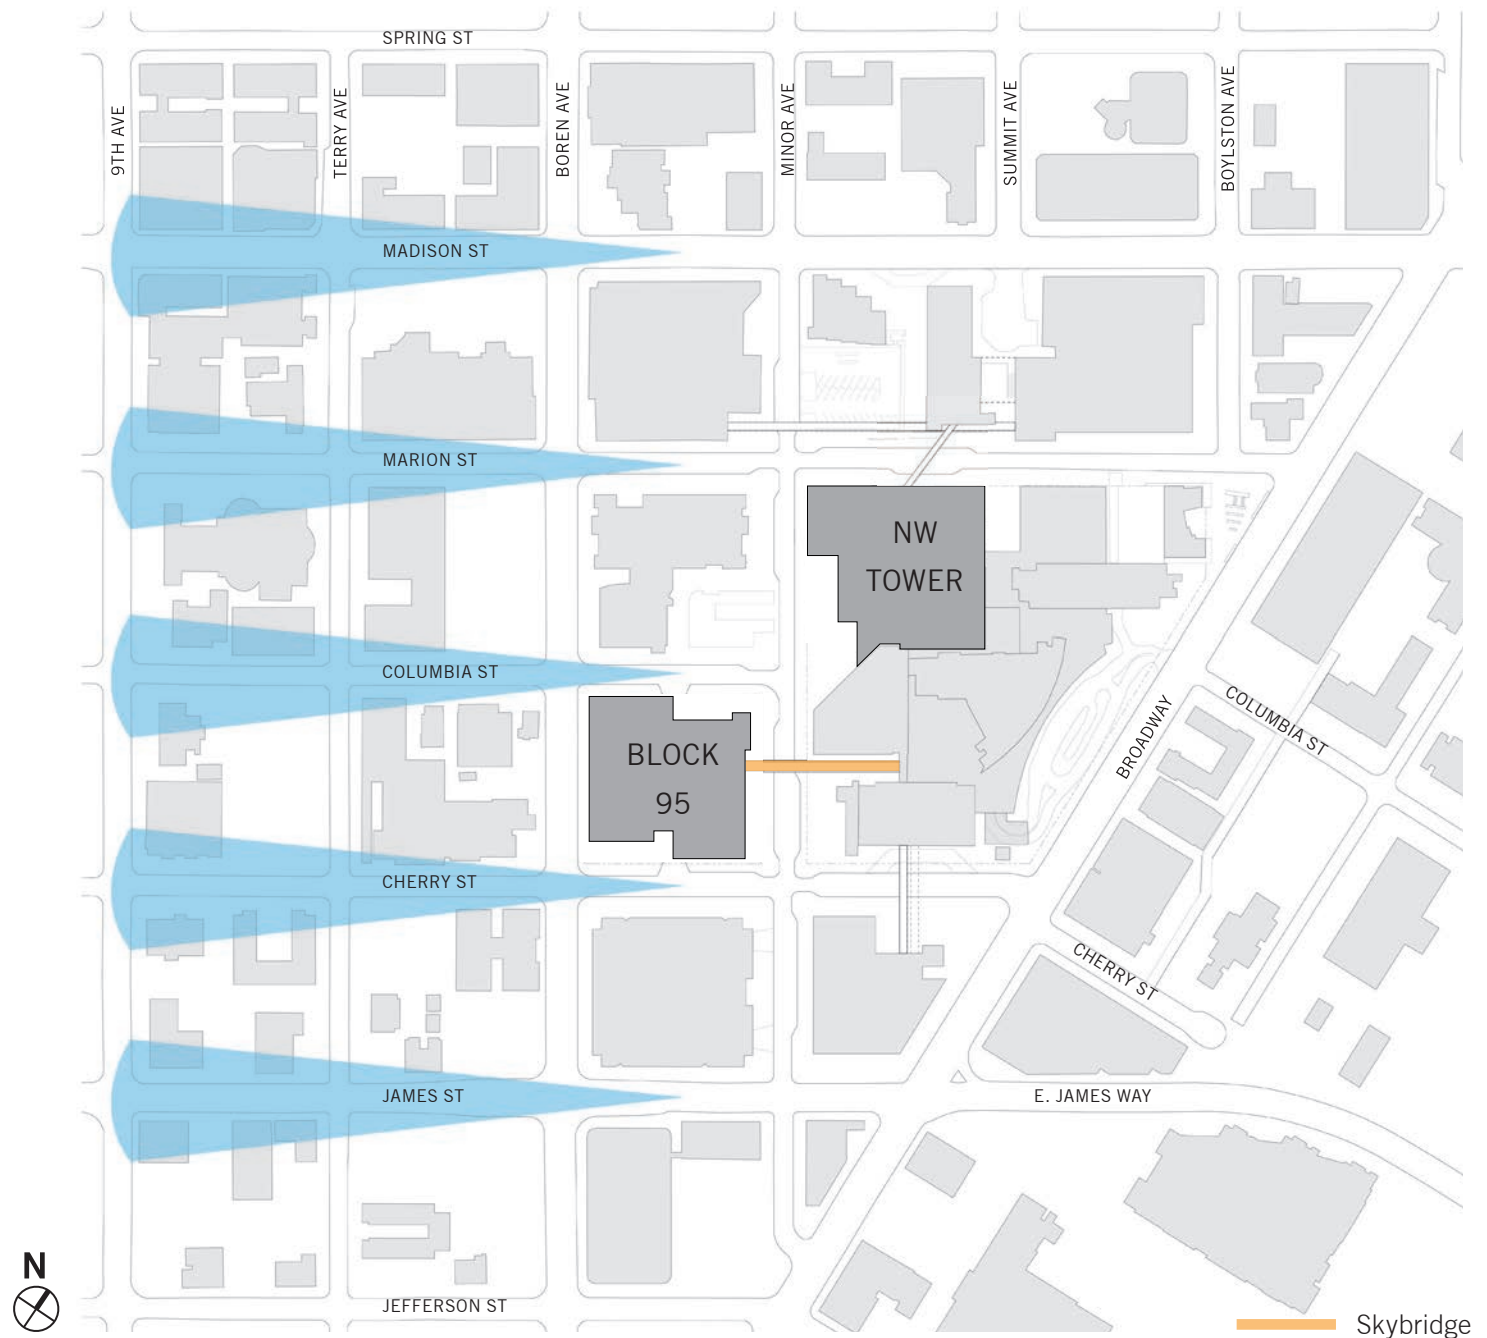 SPRING ST
9TH AVE
TERRY AVE
BOREN AVE
MINOR AVE
SUMMIT AVE
BOYLSTON AVE
MADISON ST
MARION ST
NW
TOWER
COLUMBIA ST
BLOCK
95
BROADWAY
COLUMBIA ST
CHERRY ST
CHERRY ST
JAMES ST
E. JAMES WAY
N
JEFFERSON ST
Skybridge